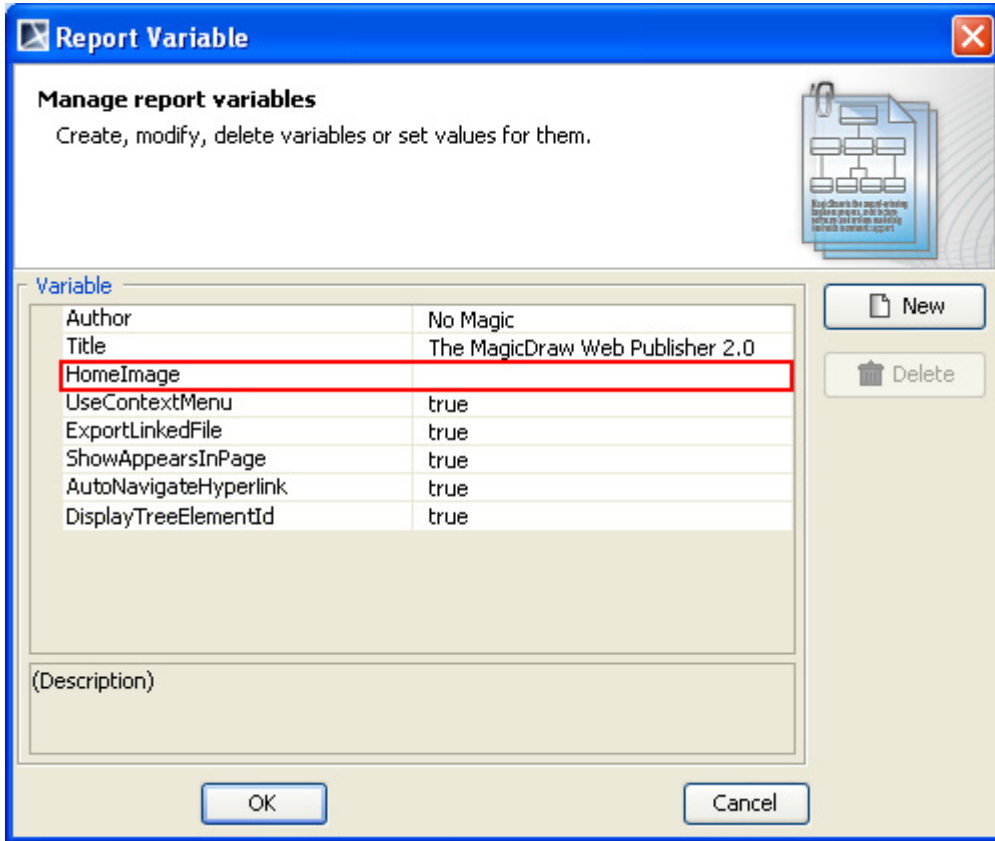 Report Variable
Manage report variables
Create, modify, delete variables or set values for them.
Variable
Author No Magic
Title The MagicDraw Web Publisher 2.0
HomeImage
UseContextMenu true
ExportLinkedFile true
ShowAppearsInPage true
AutoNavigateHyperlink true
DisplayTreeElementId true
New
Delete
(Description)
OK Cancel